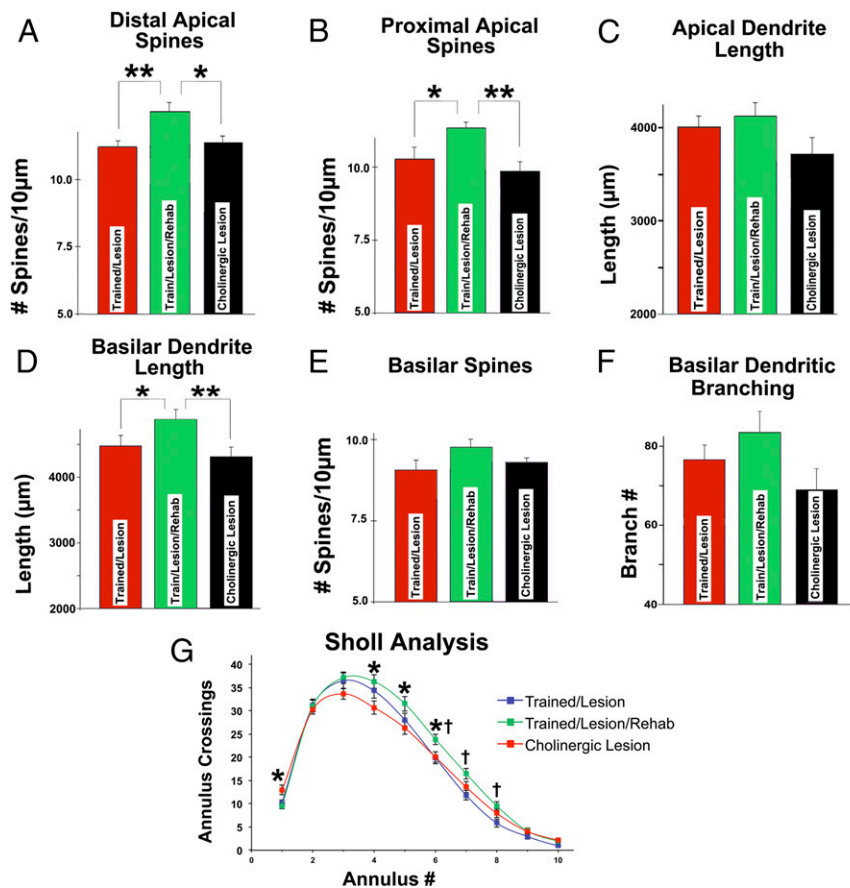 A
Distal Apical
Spines
**
*
# Spines/10µm
10.0
7.5
5.0
Trained/Lesion
Train/Lesion/Rehab
Cholinergic Lesion
B
Proximal Apical
Spines
*
**
# Spines/10µm
10.0
7.5
5.0
Trained/Lesion
Train/Lesion/Rehab
Cholinergic Lesion
C
Apical Dendrite
Length
Length (µm)
4000
3000
2000
Trained/Lesion
Train/Lesion/Rehab
Cholinergic Lesion
D
Basilar Dendrite
Length
*
**
Length (µm)
4000
3000
2000
Trained/Lesion
Train/Lesion/Rehab
Cholinergic Lesion
E
Basilar Spines
# Spines/10µm
10.0
7.5
5.0
Trained/Lesion
Train/Lesion/Rehab
Cholinergic Lesion
F
Basilar Dendritic
Branching
Branch #
80
60
40
Trained/Lesion
Train/Lesion/Rehab
Cholinergic Lesion
G
Sholl Analysis
Annulus Crossings
40
35
30
25
20
15
10
5
0
*
*
*
*†
†
†
Trained/Lesion
Trained/Lesion/Rehab
Cholinergic Lesion
0 2 4 6 8 10
Annulus #